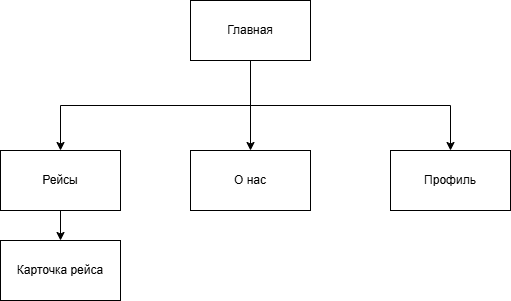 Главная
Рейсы
О нас
Профиль
Карточка рейса